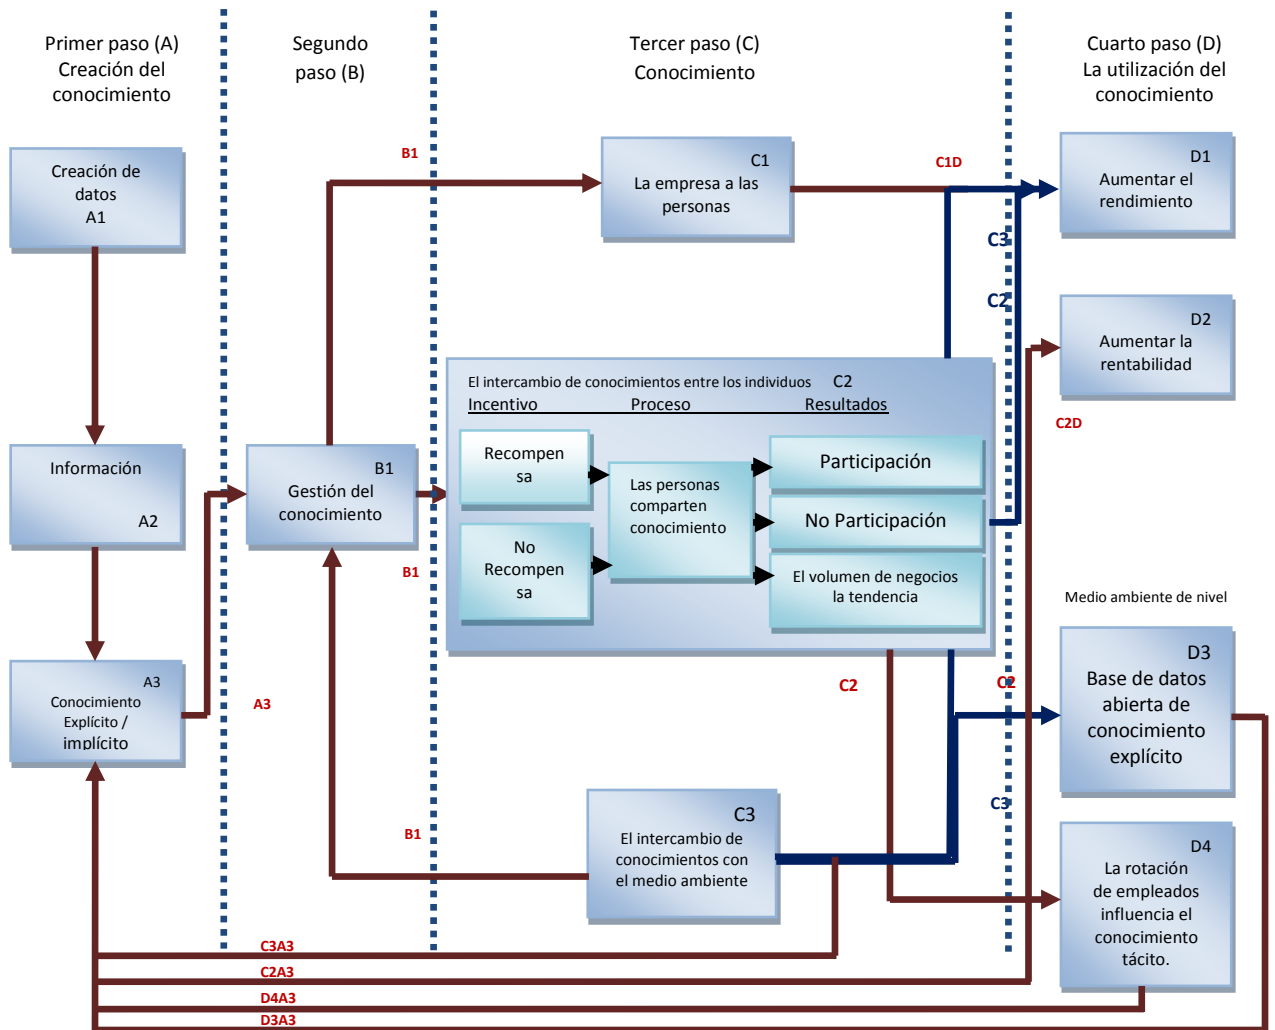 Primer paso (A)
Creación del
conocimiento
Segundo
paso (B)
Tercer paso (C)
Conocimiento
Cuarto paso (D)
La utilización del
conocimiento
Creación de
datos
A1
B1
C1
La empresa a las
personas
C1D
D1
Aumentar el
rendimiento
C3
C2
D2
Aumentar la
rentabilidad
C2D
El intercambio de conocimientos entre los individuos C2
Incentivo Proceso Resultados
Recompen
sa
No
Recompen
sa
Las personas
comparten
conocimiento
Participación
No Participación
El volumen de negocios
la tendencia
Información
A2
B1
Gestión del
conocimiento
B1
A3
Conocimiento
Explícito /
implícito
A3
C2
C2
Medio ambiente de nivel
D3
Base de datos
abierta de
conocimiento
explícito
C3
B1
C3
El intercambio de
conocimientos con
el medio ambiente
D4
La rotación
de empleados
influencia el
conocimiento
tácito.
C3A3
C2A3
D4A3
D3A3